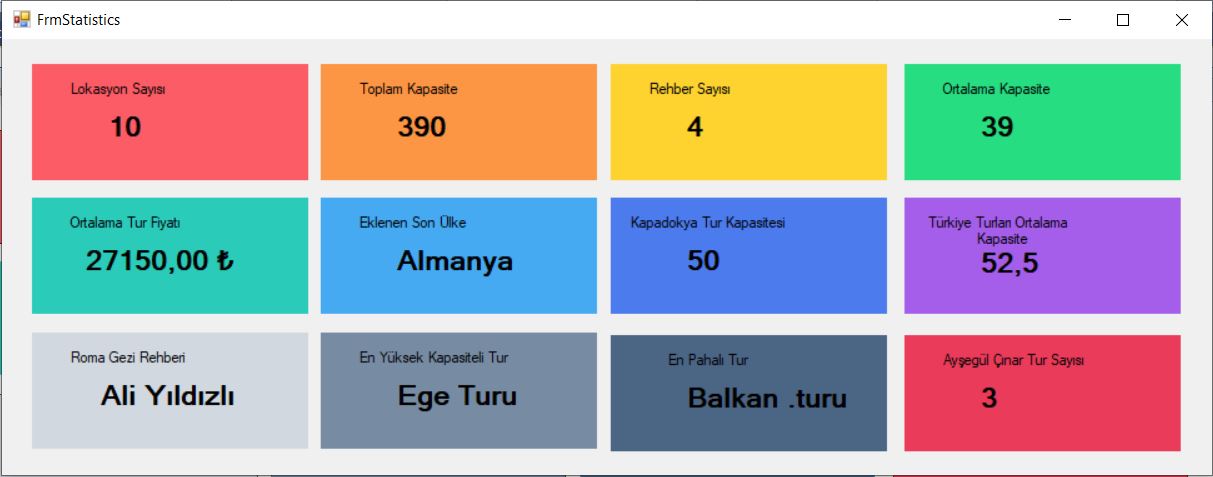 FrmStatistics
Lokasyon Sayısı
10
Toplam Kapasite
390
Rehber Sayısı
4
Ortalama Kapasite
39
Ortalama Tur Fiyatı
27150,00 ₺
Eklenen Son Ülke
Almanya
Kapadokya Tur Kapasitesi
50
Türkiye Turları Ortalama
Kapasite
52,5
Roma Gezi Rehberi
Ali Yıldızlı
En Yüksek Kapasiteli Tur
Ege Turu
En Pahalı Tur
Balkan .turu
Ayşegül Çınar Tur Sayısı
3